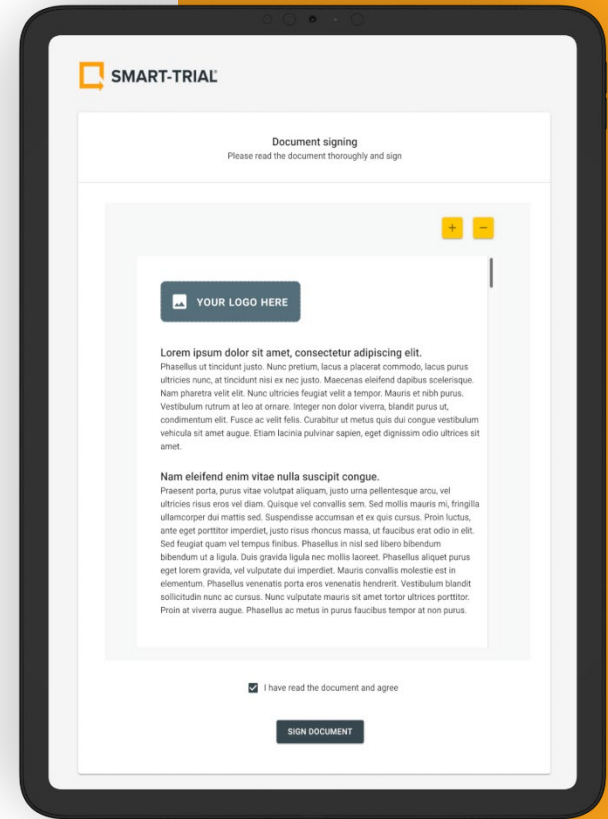 SMART-TRIAL®
Document signing
Please read the document thoroughly and sign
+ −
YOUR LOGO HERE
Lorem ipsum dolor sit amet, consectetur adipiscing elit.
Phasellus ut tincidunt justo. Nunc pretium, lacus a placerat commodo, lacus purus
ultricies nunc, at tincidunt nisi ex nec justo. Maecenas eleifend dapibus scelerisque.
Nam pharetra velit elit. Nunc ultricies feugiat velit a tempor. Mauris et nibh purus.
Vestibulum rutrum at leo at ornare. Integer non dolor viverra, blandit purus ut,
condimentum elit. Fusce ac velit felis. Curabitur ut metus quis dui congue vestibulum
vehicula sit amet augue. Etiam lacinia pulvinar sapien, eget dignissim odio ultrices sit
amet.
Nam eleifend enim vitae nulla suscipit congue.
Praesent porta, purus vitae volutpat aliquam, justo urna pellentesque arcu, vel
ultricies risus eros vel diam. Quisque vel convallis sem. Sed mollis mauris mi, fringilla
ullamcorper dui mattis sed. Suspendisse accumsan et ex quis cursus. Proin luctus,
ante eget porttitor imperdiet, justo risus rhoncus massa, ut faucibus erat odio in elit.
Sed feugiat quam vel tempus finibus. Phasellus in nisl sed libero bibendum
bibendum ut a ligula. Duis gravida ligula nec mollis laoreet. Phasellus aliquet purus
eget lorem gravida, vel vulputate dui imperdiet. Mauris convallis molestie est in
elementum. Phasellus venenatis porta eros venenatis hendrerit. Vestibulum blandit
sollicitudin nunc ac cursus. Nunc vulputate mauris sit amet tortor ultrices porttitor.
Proin at viverra augue. Phasellus ac metus in purus faucibus tempor at non purus.
I have read the document and agree
SIGN DOCUMENT